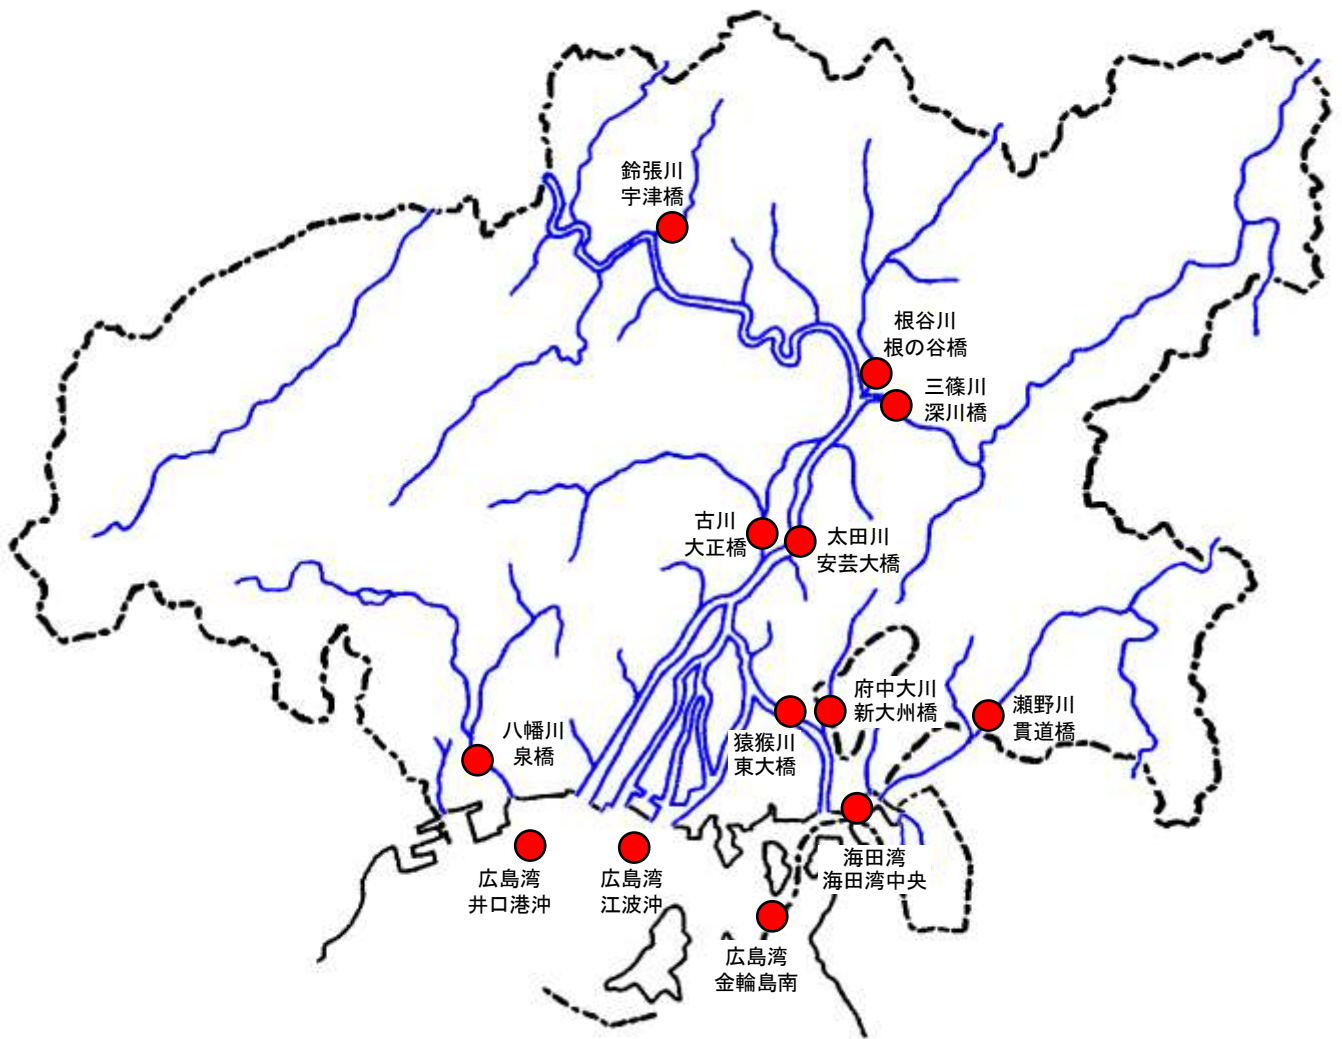 鈴張川
宇津橋
根谷川
根の谷橋
三篠川
深川橋
古川
大正橋
太田川
安芸大橋
府中大川
新大州橋
瀬野川
貫道橋
八幡川
泉橋
猿猴川
東大橋
海田湾
海田湾中央
広島湾
井口港沖
広島湾
江波沖
広島湾
金輪島南